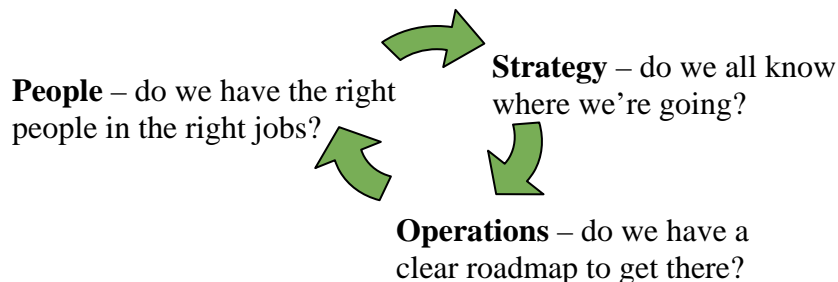 People – do we have the right
people in the right jobs?
Strategy – do we all know
where we’re going?
Operations – do we have a
clear roadmap to get there?